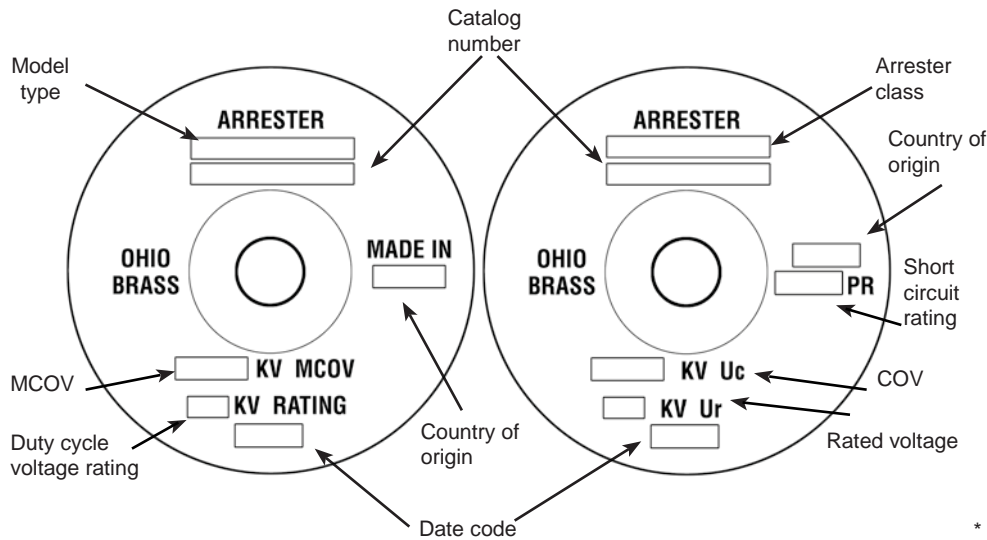 Catalog
number
Model
type
Arrester
class
ARRESTER
ARRESTER
Country of
origin
OHIO
BRASS
MADE IN
OHIO
BRASS
PR
Short
circuit
rating
MCOV
KV MCOV
KV Uc
COV
KV RATING
KV Ur
Duty cycle
voltage rating
Country of
origin
Rated voltage
Date code
*